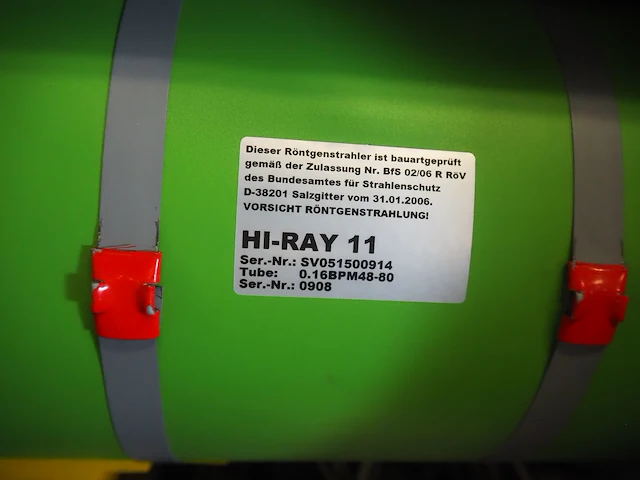 Dieser Röntgenstrahler ist bauartgeprüft
gemäß der Zulassung Nr. BfS 02/06 R RöV
des Bundesamtes für Strahlenschutz
D-38201 Salzgitter vom 31.01.2006.
VORSICHT RÖNTGENSTRAHLUNG!
HI-RAY 11
Ser.-Nr.: SV051500914
Tube: 0.16BPM48-80
Ser.-Nr.: 0908